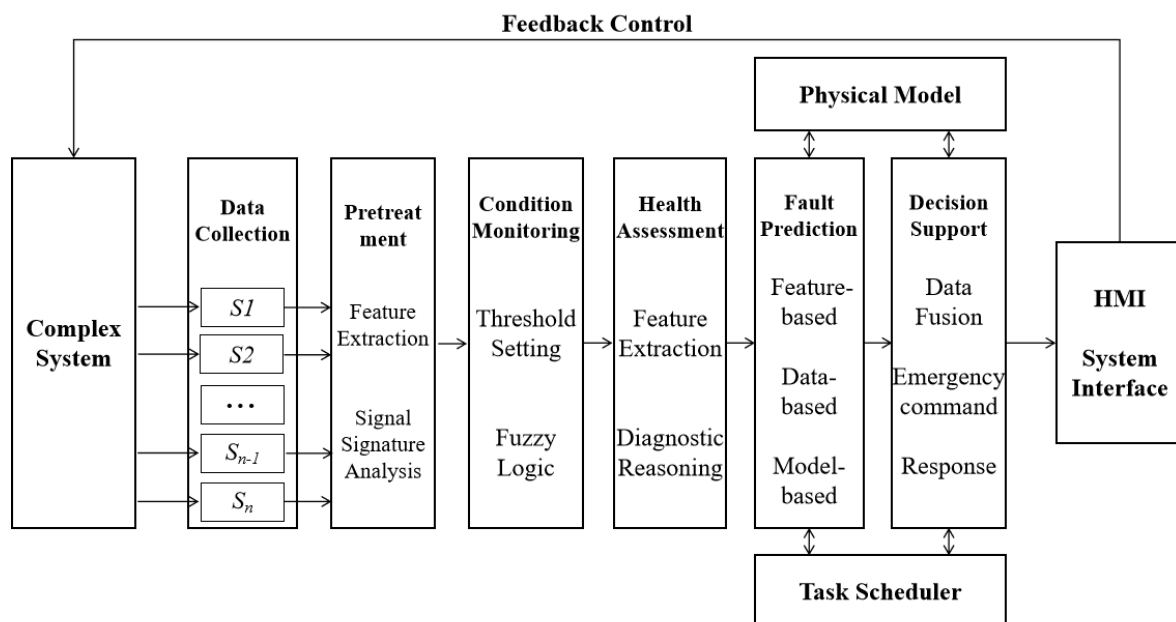 Feedback Control
Physical Model
Complex
System
Data
Collection
S1
S2
...
Sn-1
Sn
Pretreat
ment
Feature
Extraction
Signal
Signature
Analysis
Condition
Monitoring
Threshold
Setting
Fuzzy
Logic
Health
Assessment
Feature
Extraction
Diagnostic
Reasoning
Fault
Prediction
Feature-
based
Data-
based
Model-
based
Decision
Support
Data
Fusion
Emergency
command
Response
HMI
System
Interface
Task Scheduler